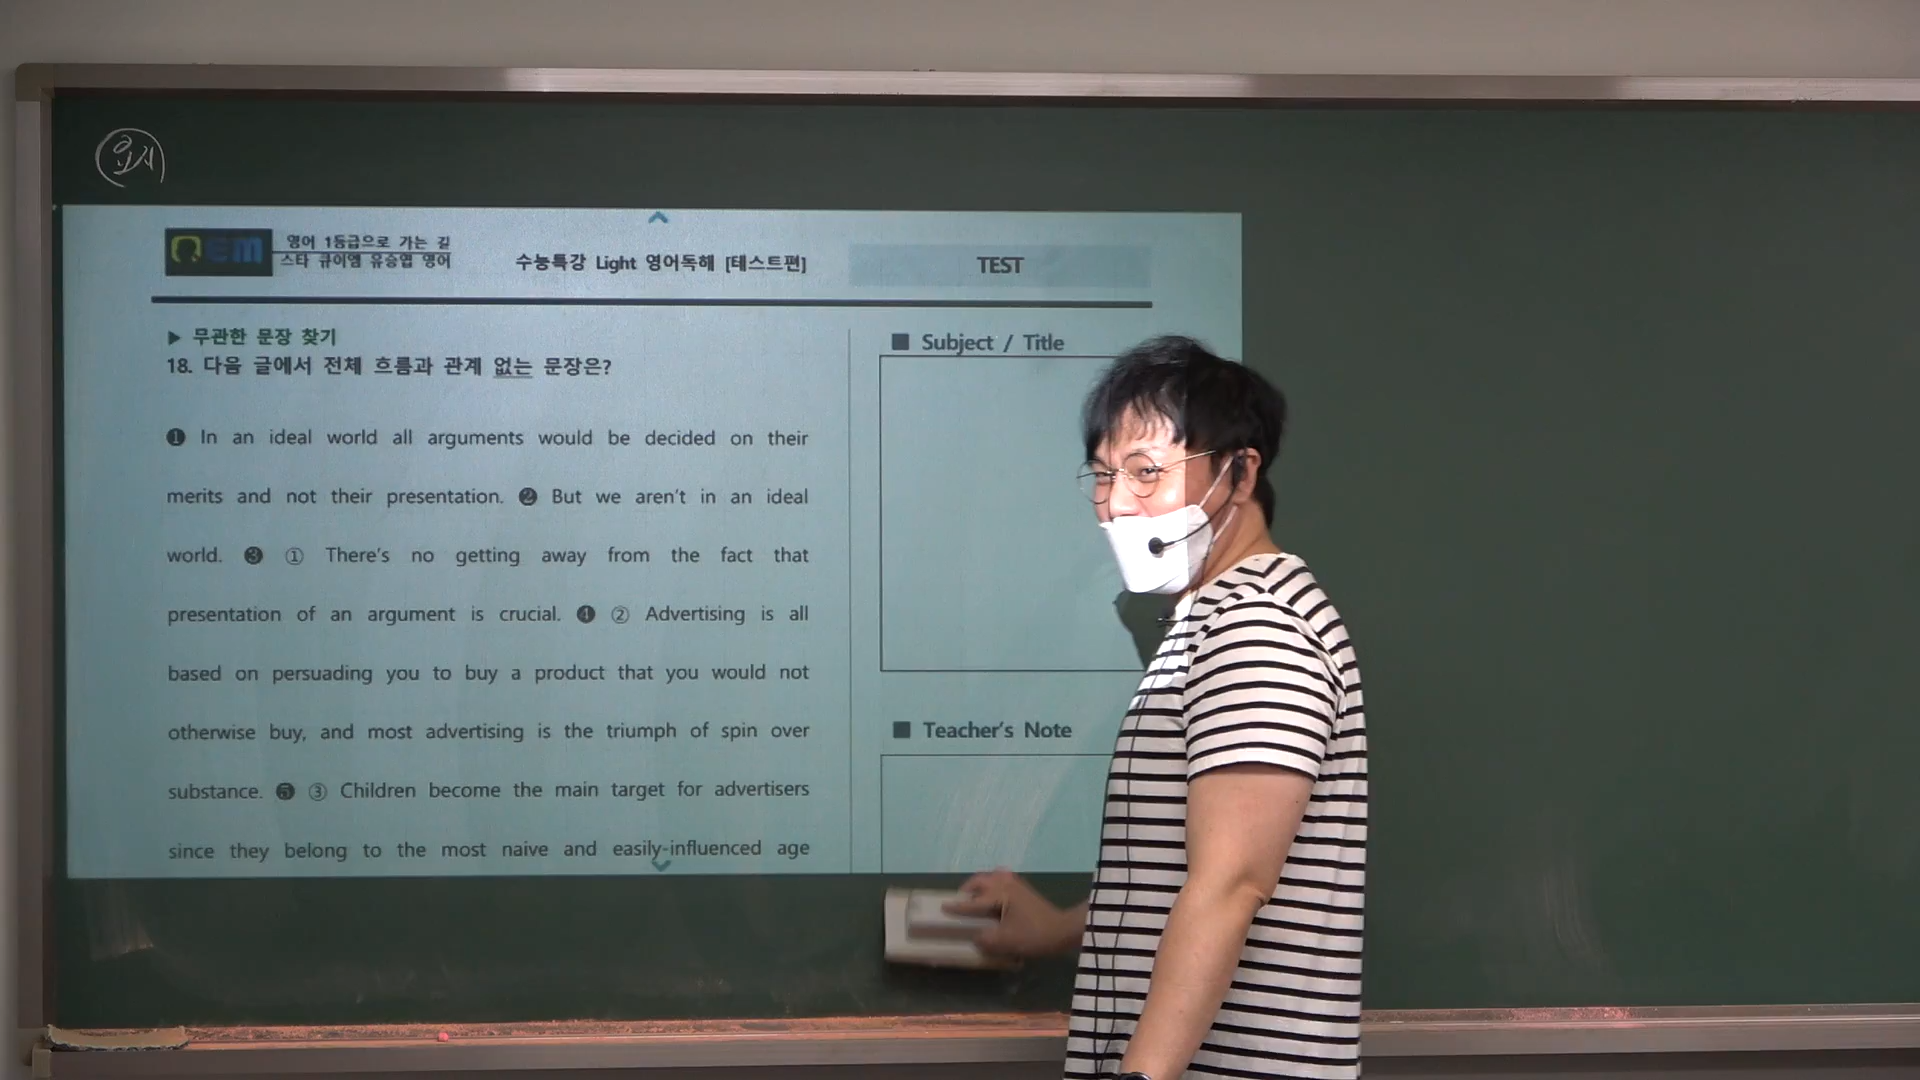 요지
QEM
영어 1등급으로 가는 길
스타 큐이엠 유승엽 영어
수능특강 Light 영어독해 [테스트편]
TEST
▶ 무관한 문장 찾기
18. 다음 글에서 전체 흐름과 관계 없는 문장은?
❶ In an ideal world all arguments would be decided on their
merits and not their presentation. ❷ But we aren't in an ideal
world. ❸ ① There's no getting away from the fact that
presentation of an argument is crucial. ❹ ② Advertising is all
based on persuading you to buy a product that you would not
otherwise buy, and most advertising is the triumph of spin over
substance. ❺ ③ Children become the main target for advertisers
since they belong to the most naive and easily-influenced age
■ Subject / Title
■ Teacher's Note